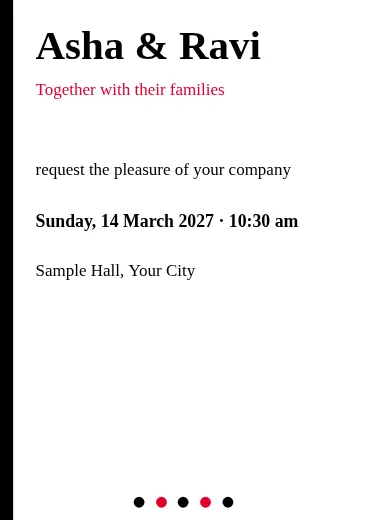 Asha & Ravi
Together with their families
request the pleasure of your company
Sunday, 14 March 2027 · 10:30 am
Sample Hall, Your City